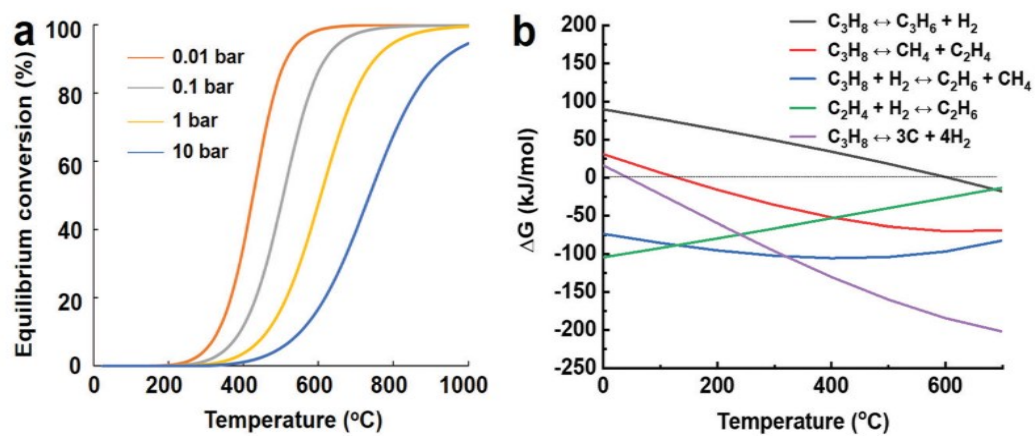 a
Equilibrium conversion (%)
100
80
60
40
20
0
0.01 bar
0.1 bar
1 bar
10 bar
0
200
400
600
800
1000
Temperature (°C)
b
ΔG (kJ/mol)
200
150
100
50
0
-50
-100
-150
-200
-250
C₃H₈ ↔ C₃H₆ + H₂
C₃H₈ ↔ CH₄ + C₂H₄
C₃H₈ + H₂ ↔ C₂H₆ + CH₄
C₂H₄ + H₂ ↔ C₂H₆
C₃H₈ ↔ 3C + 4H₂
0
200
400
600
Temperature (°C)